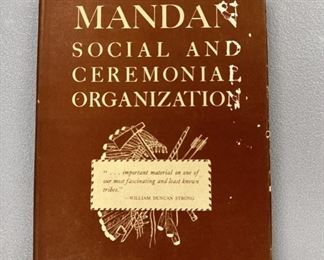 MANDAN
SOCIAL AND
CEREMONIAL
ORGANIZATION
". . . important material on one of
our most fascinating and least known
tribes."
—WILLIAM DUNCAN STRONG